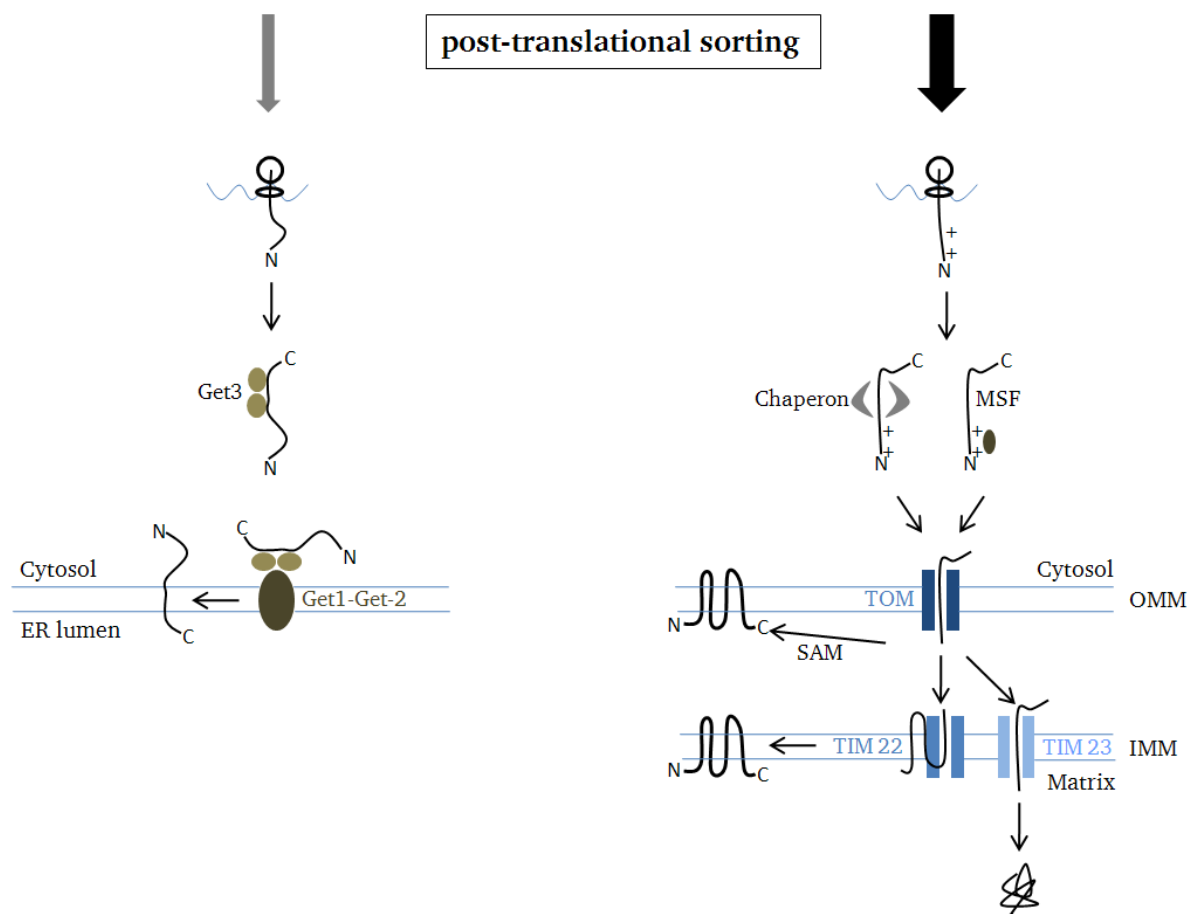 post-translational sorting
N
C
Get3
N
N
C
N
Cytosol
Get1-Get-2
ER lumen
C
+
+
N
C
C
Chaperon
MSF
+
+
N
+
+
N
Cytosol
TOM
OMM
N
C
SAM
TIM 22
TIM 23
IMM
N
C
Matrix